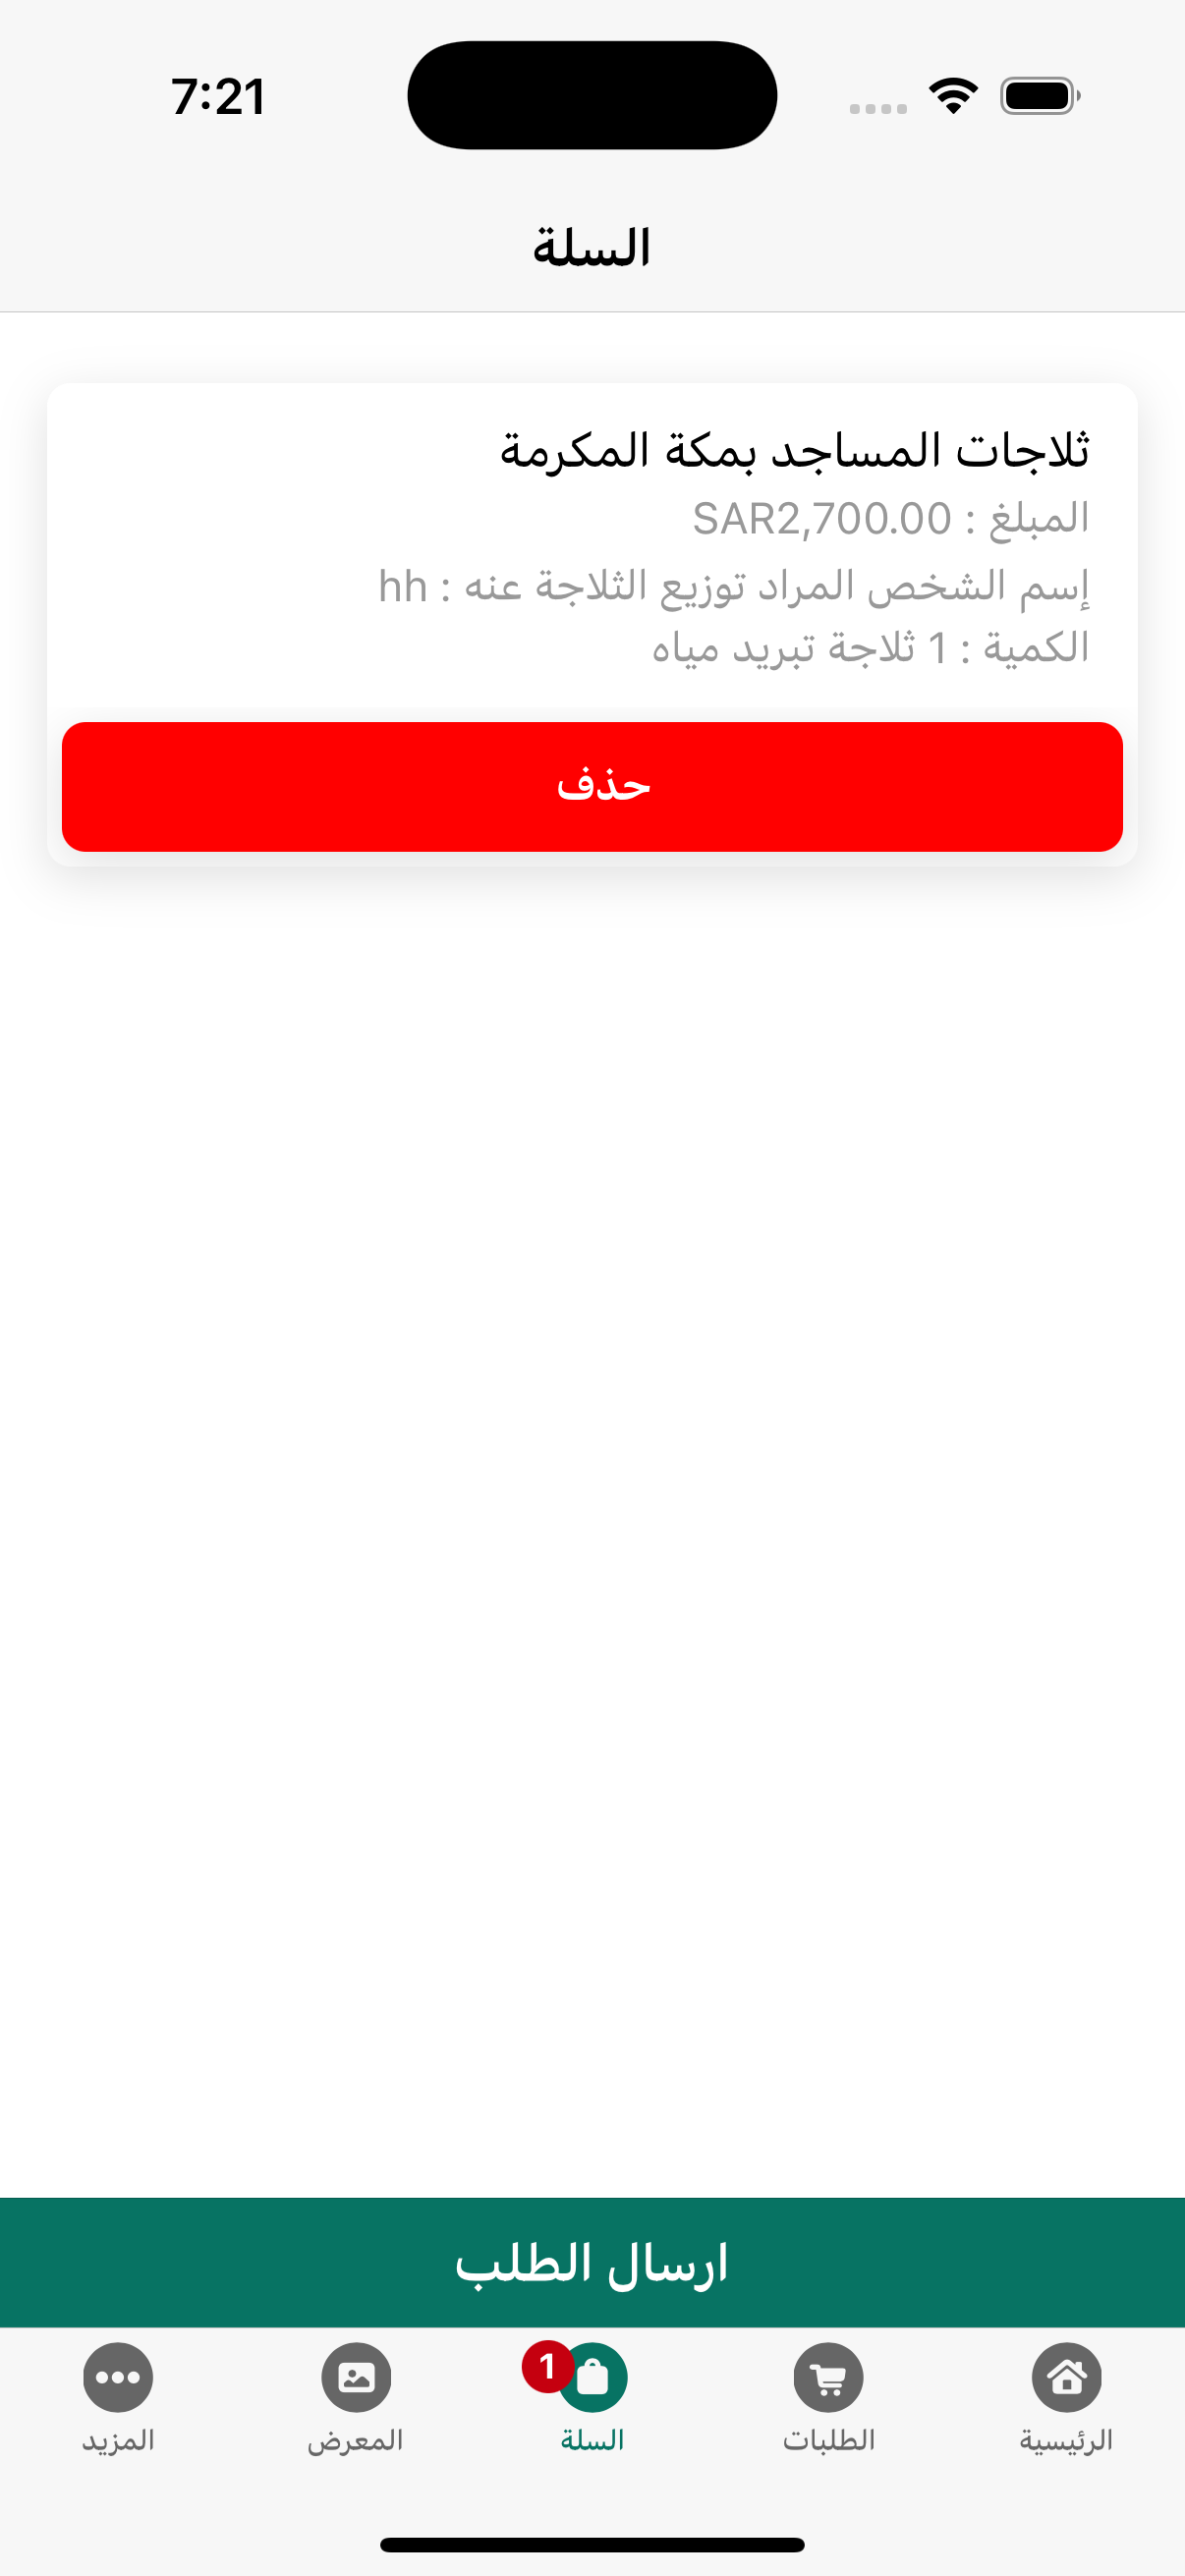 7:21
السلة
ثلاجات المساجد بمكة المكرمة
المبلغ : SAR2,700.00
إسم الشخص المراد توزيع الثلاجة عنه : hh
الكمية : 1 ثلاجة تبريد مياه
حذف
ارسال الطلب
1
الرئيسية
الطلبات
السلة
المعرض
المزيد